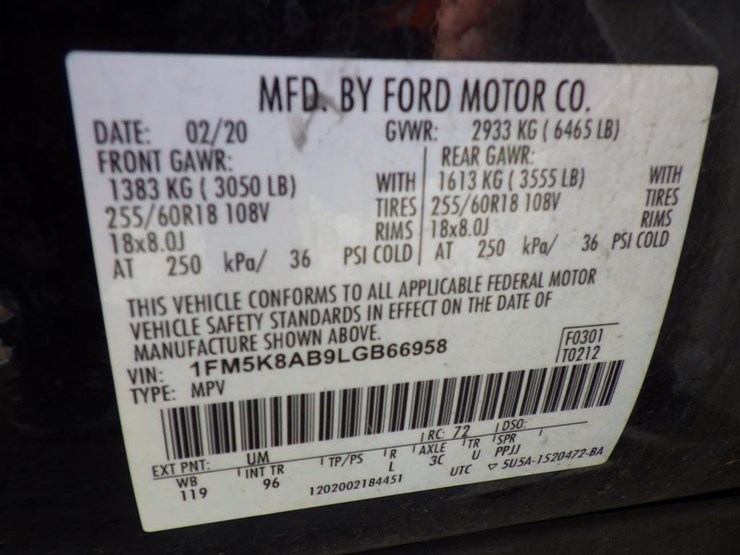 MFD. BY FORD MOTOR CO.
DATE: 02/20 GVWR: 2933 KG ( 6465 LB)
FRONT GAWR: REAR GAWR:
1383 KG ( 3050 LB) WITH 1613 KG ( 3555 LB) WITH
255/60R18 108V TIRES 255/60R18 108V TIRES
18x8.0J RIMS 18x8.0J RIMS
AT 250 kPa/ 36 PSI COLD AT 250 kPa/ 36 PSI COLD
THIS VEHICLE CONFORMS TO ALL APPLICABLE FEDERAL MOTOR
VEHICLE SAFETY STANDARDS IN EFFECT ON THE DATE OF
MANUFACTURE SHOWN ABOVE.
VIN: 1FM5K8AB9LGB66958 F0301
TYPE: MPV T0212
EXT PNT: UM RC: 72 DSO:
WB INT TR TP/PS R AXLE TR SPR
119 96 L 3C U PPJJ
1202002184451 UTC ▽ 5U5A-1520472-BA